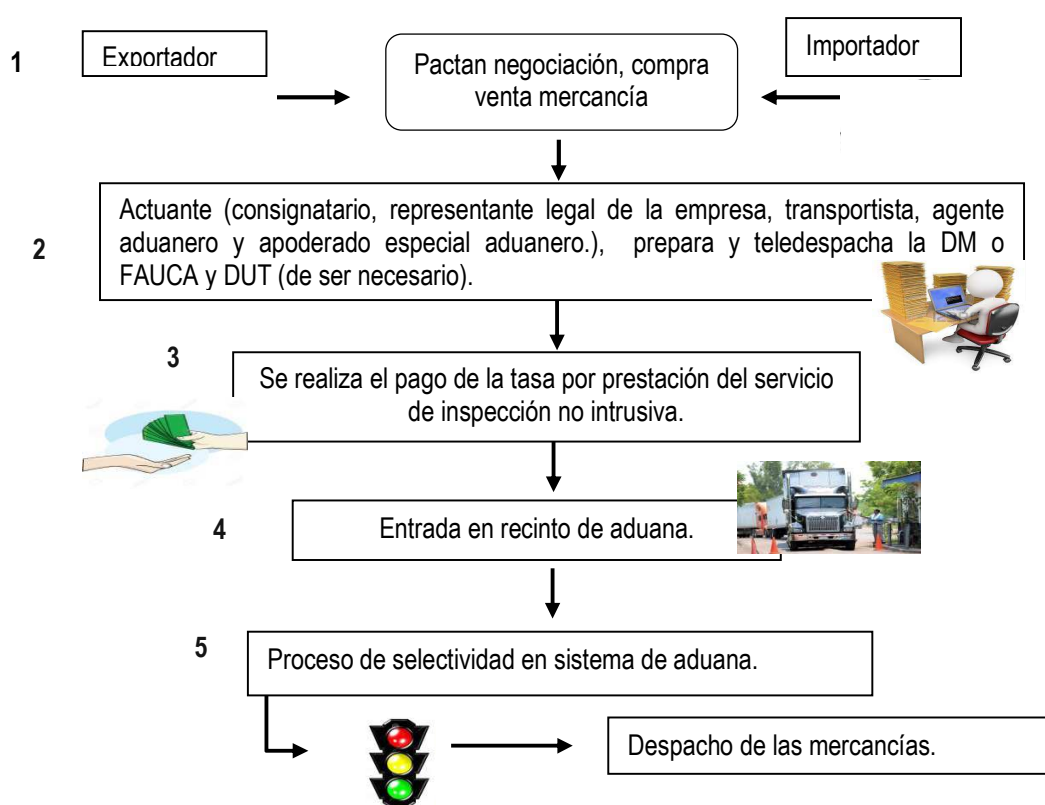 1
Exportador
Importador
Pactan negociación, compra
venta mercancía
2
Actuante (consignatario, representante legal de la empresa, transportista, agente
aduanero y apoderado especial aduanero.), prepara y teledespacha la DM o
FAUCA y DUT (de ser necesario).
3
Se realiza el pago de la tasa por prestación del servicio
de inspección no intrusiva.
4
Entrada en recinto de aduana.
5
Proceso de selectividad en sistema de aduana.
Despacho de las mercancías.